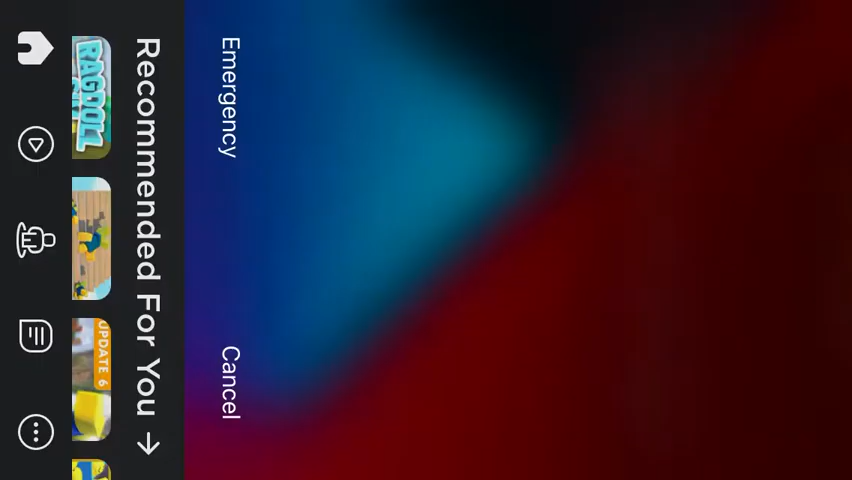 Emergency
Cancel
Recommended For You →
RAGDOLL
UPDATE 6